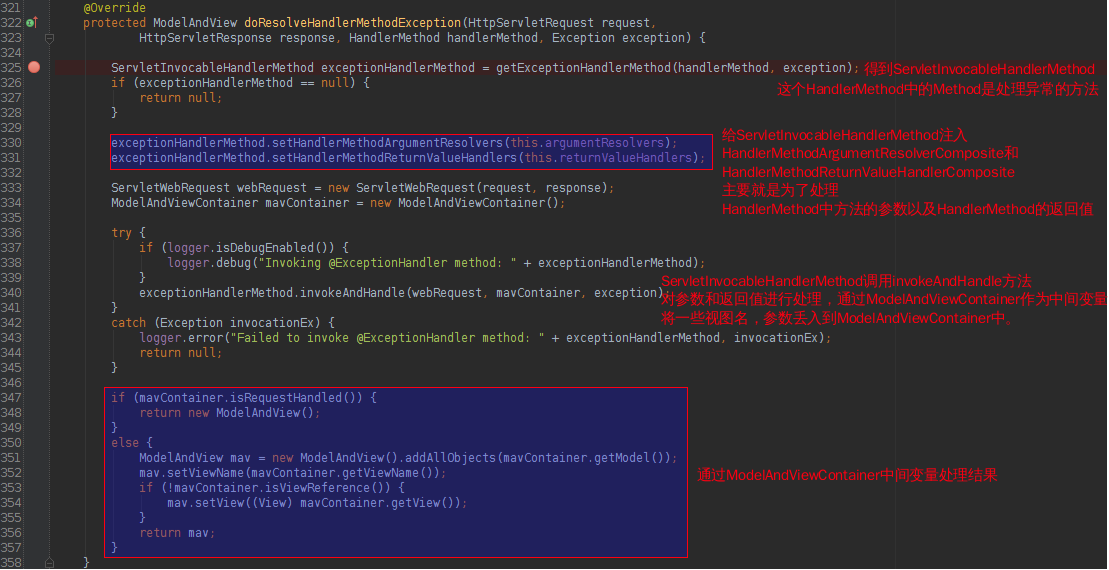 321 @Override
322 protected ModelAndView doResolveHandlerMethodException(HttpServletRequest request,
323 HttpServletResponse response, HandlerMethod handlerMethod, Exception exception) {
324
325 ServletInvocableHandlerMethod exceptionHandlerMethod = getExceptionHandlerMethod(handlerMethod, exception); 得到ServletInvocableHandlerMethod
326 if (exceptionHandlerMethod == null) { 这个HandlerMethod中的Method是处理异常的方法
327 return null;
328 }
329 给ServletInvocableHandlerMethod注入
330 exceptionHandlerMethod.setHandlerMethodArgumentResolvers(this.argumentResolvers); HandlerMethodArgumentResolverComposite和
331 exceptionHandlerMethod.setHandlerMethodReturnValueHandlers(this.returnValueHandlers); HandlerMethodReturnValueHandlerComposite
332
333 ServletWebRequest webRequest = new ServletWebRequest(request, response); 主要就是为了处理
334 ModelAndViewContainer mavContainer = new ModelAndViewContainer(); HandlerMethod中方法的参数以及HandlerMethod的返回值
335
336 try {
337 if (logger.isDebugEnabled()) {
338 logger.debug("Invoking @ExceptionHandler method: " + exceptionHandlerMethod);
339 } ServletInvocableHandlerMethod调用invokeAndHandle方法
340 exceptionHandlerMethod.invokeAndHandle(webRequest, mavContainer, exception); 对参数和返回值进行处理，通过ModelAndViewContainer作为中间变量
341 } 将一些视图名，参数丢入到ModelAndViewContainer中。
342 catch (Exception invocationEx) {
343 logger.error("Failed to invoke @ExceptionHandler method: " + exceptionHandlerMethod, invocationEx);
344 return null;
345 }
346
347 if (mavContainer.isRequestHandled()) {
348 return new ModelAndView();
349 }
350 else {
351 ModelAndView mav = new ModelAndView().addAllObjects(mavContainer.getModel());
352 mav.setViewName(mavContainer.getViewName()); 通过ModelAndViewContainer中间变量处理结果
353 if (!mavContainer.isViewReference()) {
354 mav.setView((View) mavContainer.getView());
355 }
356 return mav;
357 }
358 }